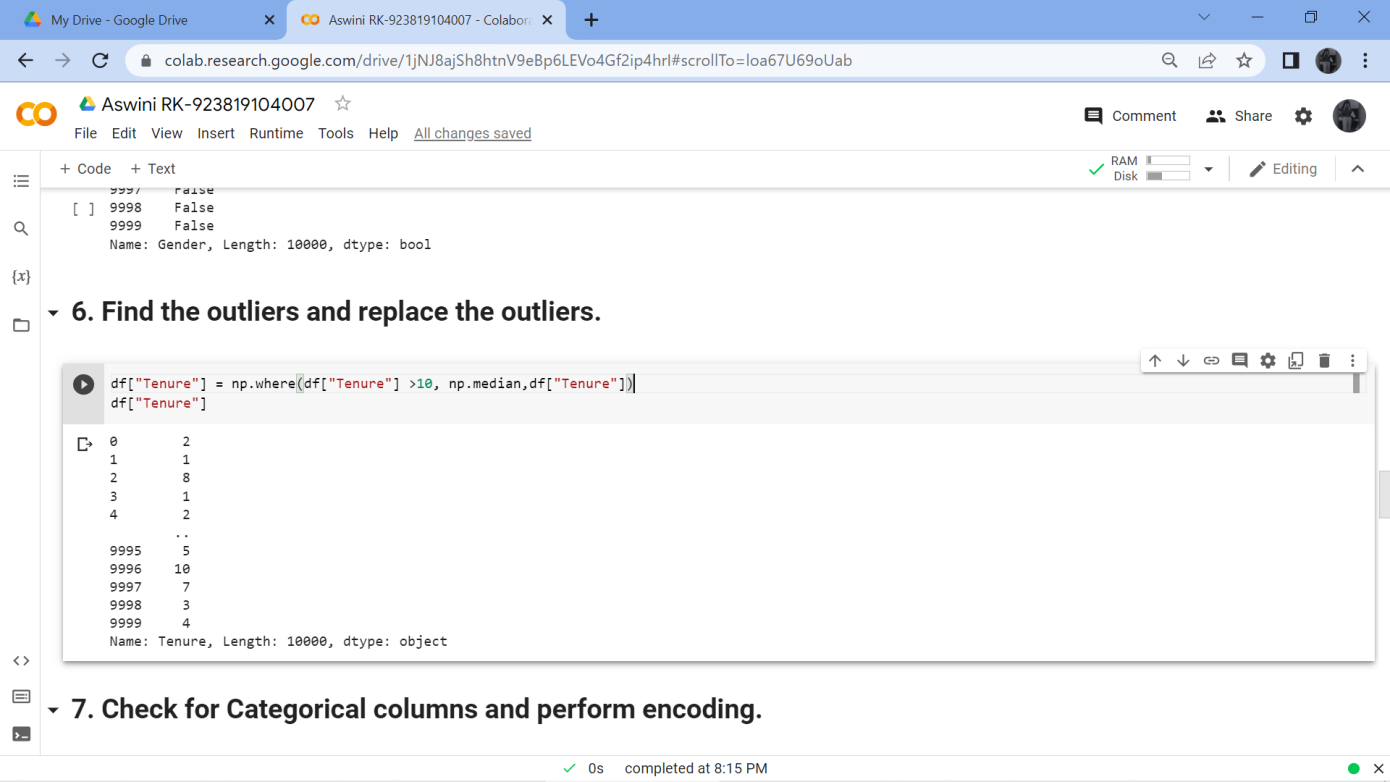 My Drive - Google Drive
Aswini RK-923819104007 - Colabora
colab.research.google.com/drive/1jNJ8ajSh8htnV9eBp6LEVo4Gf2ip4hrI#scrollTo=loa67U69oUab
Aswini RK-923819104007
File Edit View Insert Runtime Tools Help All changes saved
Comment
Share
+ Code + Text
RAM
Disk
Editing
9997 False
[ ] 9998 False
9999 False
Name: Gender, Length: 10000, dtype: bool
{x}
6. Find the outliers and replace the outliers.
df["Tenure"] = np.where(df["Tenure"] >10, np.median,df["Tenure"])
df["Tenure"]
0 2
1 1
2 8
3 1
4 2
..
9995 5
9996 10
9997 7
9998 3
9999 4
Name: Tenure, Length: 10000, dtype: object
7. Check for Categorical columns and perform encoding.
0s completed at 8:15 PM